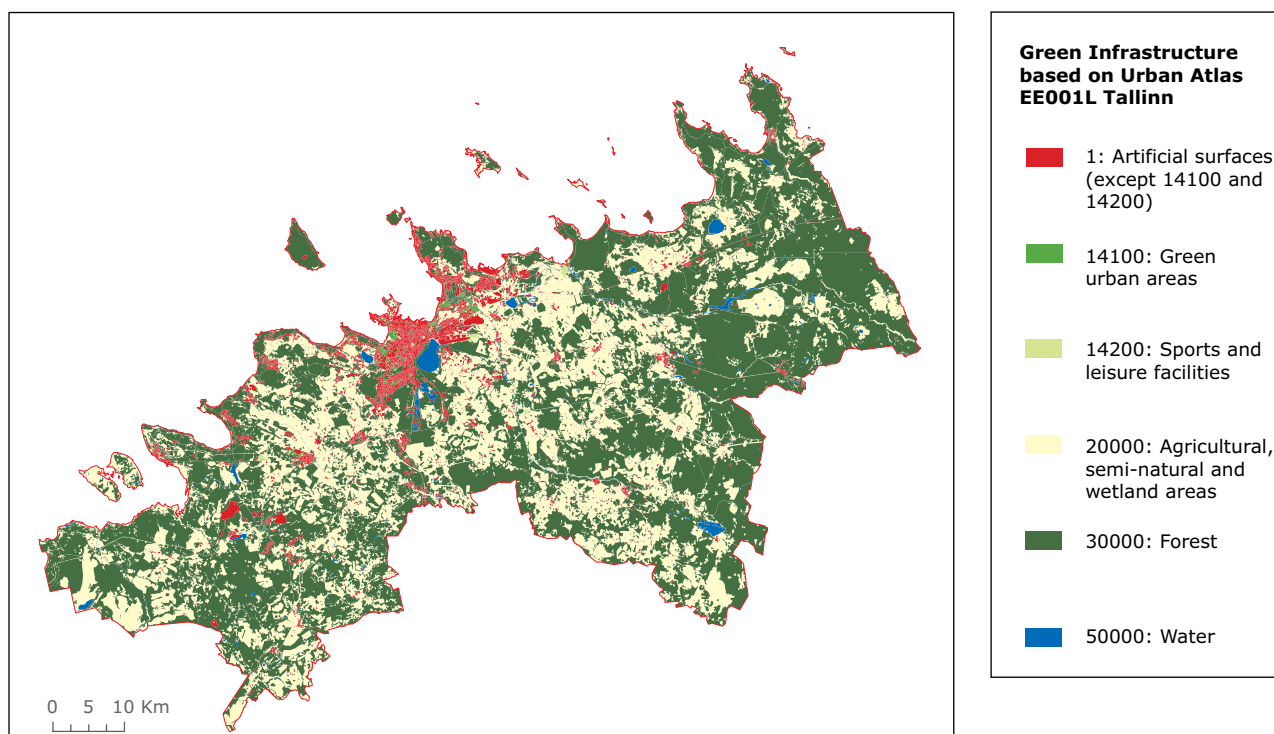 Green Infrastructure
based on Urban Atlas
EE001L Tallinn
1: Artificial surfaces
(except 14100 and
14200)
14100: Green
urban areas
14200: Sports and
leisure facilities
20000: Agricultural,
semi-natural and
wetland areas
30000: Forest
50000: Water
0 5 10 Km